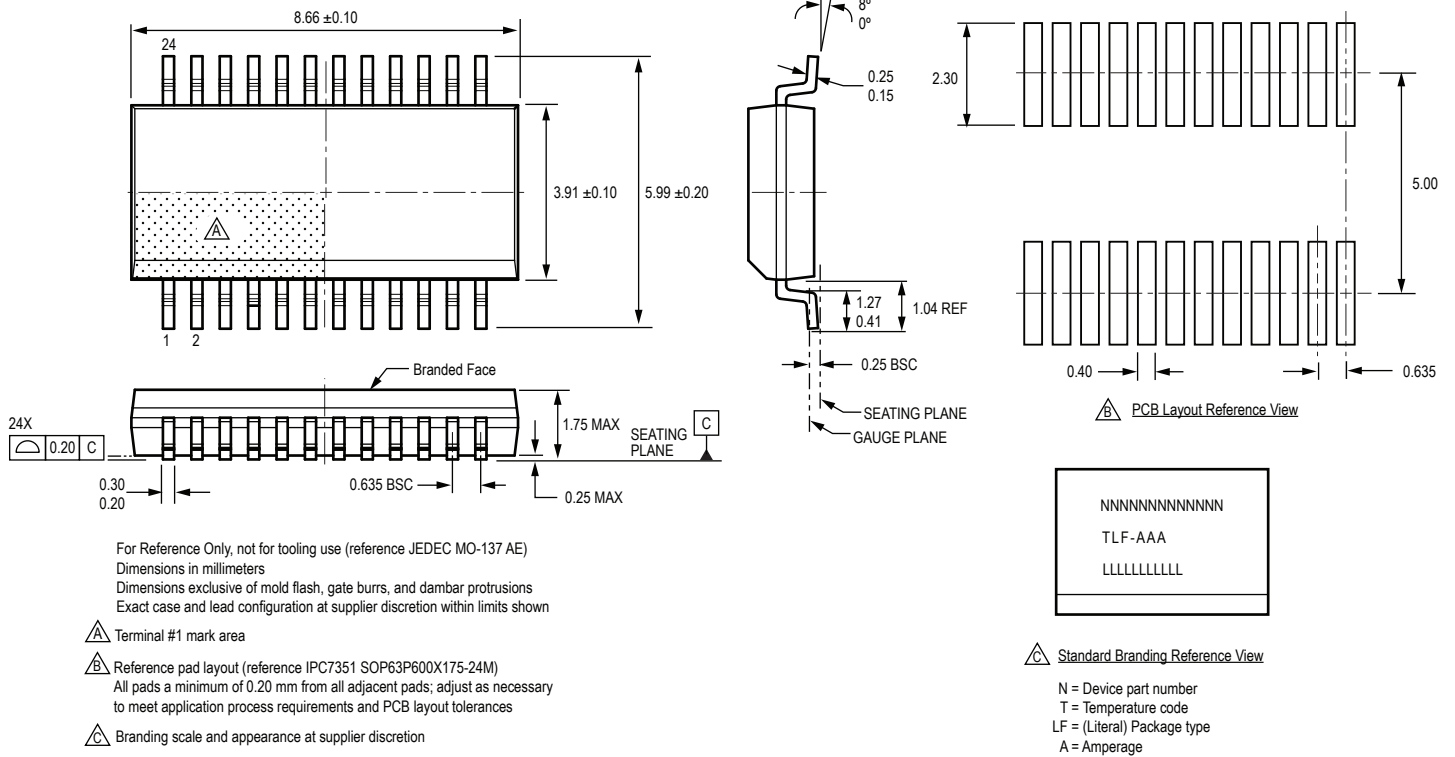 8.66 ±0.10
24
3.91 ±0.10
5.99 ±0.20
A
1 2
8º
0º
0.25
0.15
1.27
0.41
1.04 REF
0.25 BSC
SEATING PLANE
GAUGE PLANE
2.30
5.00
0.40
0.635
B PCB Layout Reference View
Branded Face
24X
0.20 C
1.75 MAX
SEATING
PLANE
C
0.30
0.20
0.635 BSC
0.25 MAX
For Reference Only, not for tooling use (reference JEDEC MO-137 AE)
Dimensions in millimeters
Dimensions exclusive of mold flash, gate burrs, and dambar protrusions
Exact case and lead configuration at supplier discretion within limits shown
A Terminal #1 mark area
B Reference pad layout (reference IPC7351 SOP63P600X175-24M)
All pads a minimum of 0.20 mm from all adjacent pads; adjust as necessary
to meet application process requirements and PCB layout tolerances
C Branding scale and appearance at supplier discretion
NNNNNNNNNNNNN
TLF-AAA
LLLLLLLLLLL
C Standard Branding Reference View
N = Device part number
T = Temperature code
LF = (Literal) Package type
A = Amperage